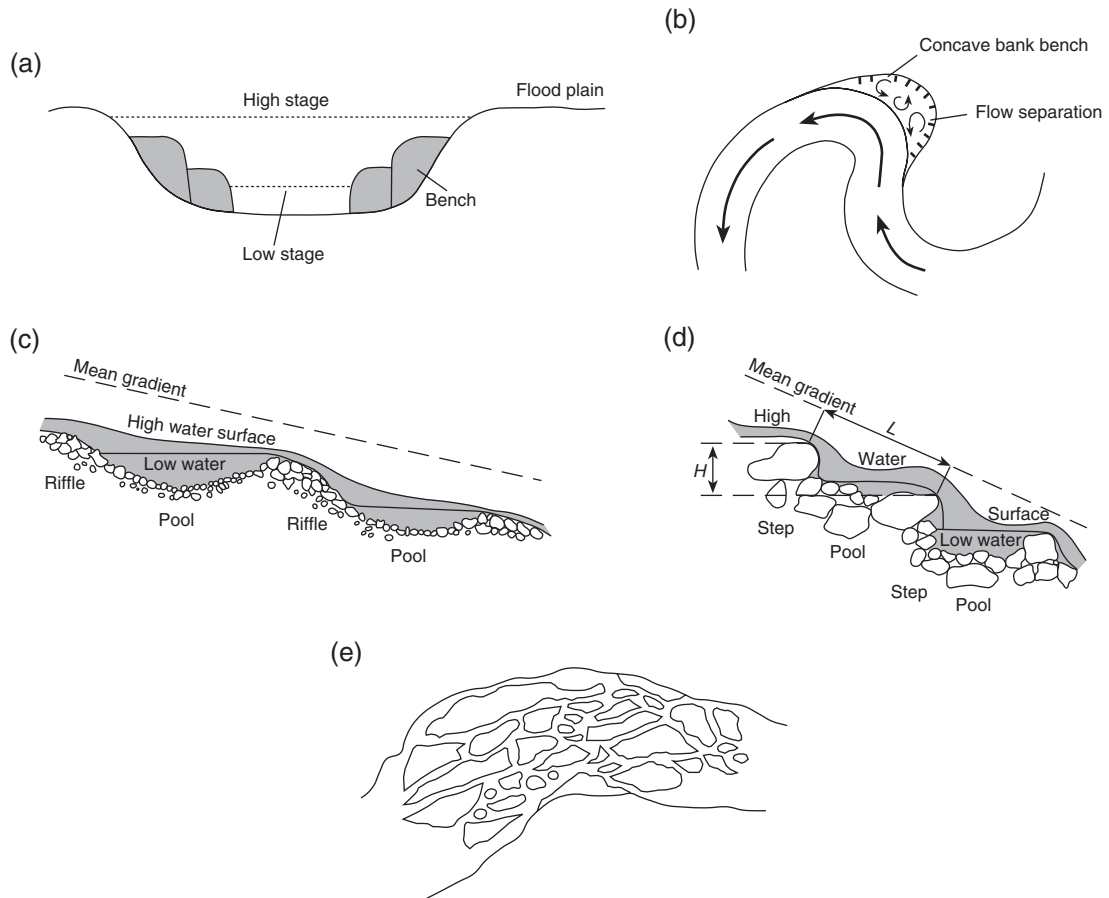 (a)
High stage
Flood plain
Bench
Low stage
(b)
Concave bank bench
Flow separation
(c)
Mean gradient
High water surface
Low water
Riffle
Pool
Riffle
Pool
(d)
Mean gradient
High
L
Water
H
Surface
Step
Pool
Low water
Step
Pool
(e)